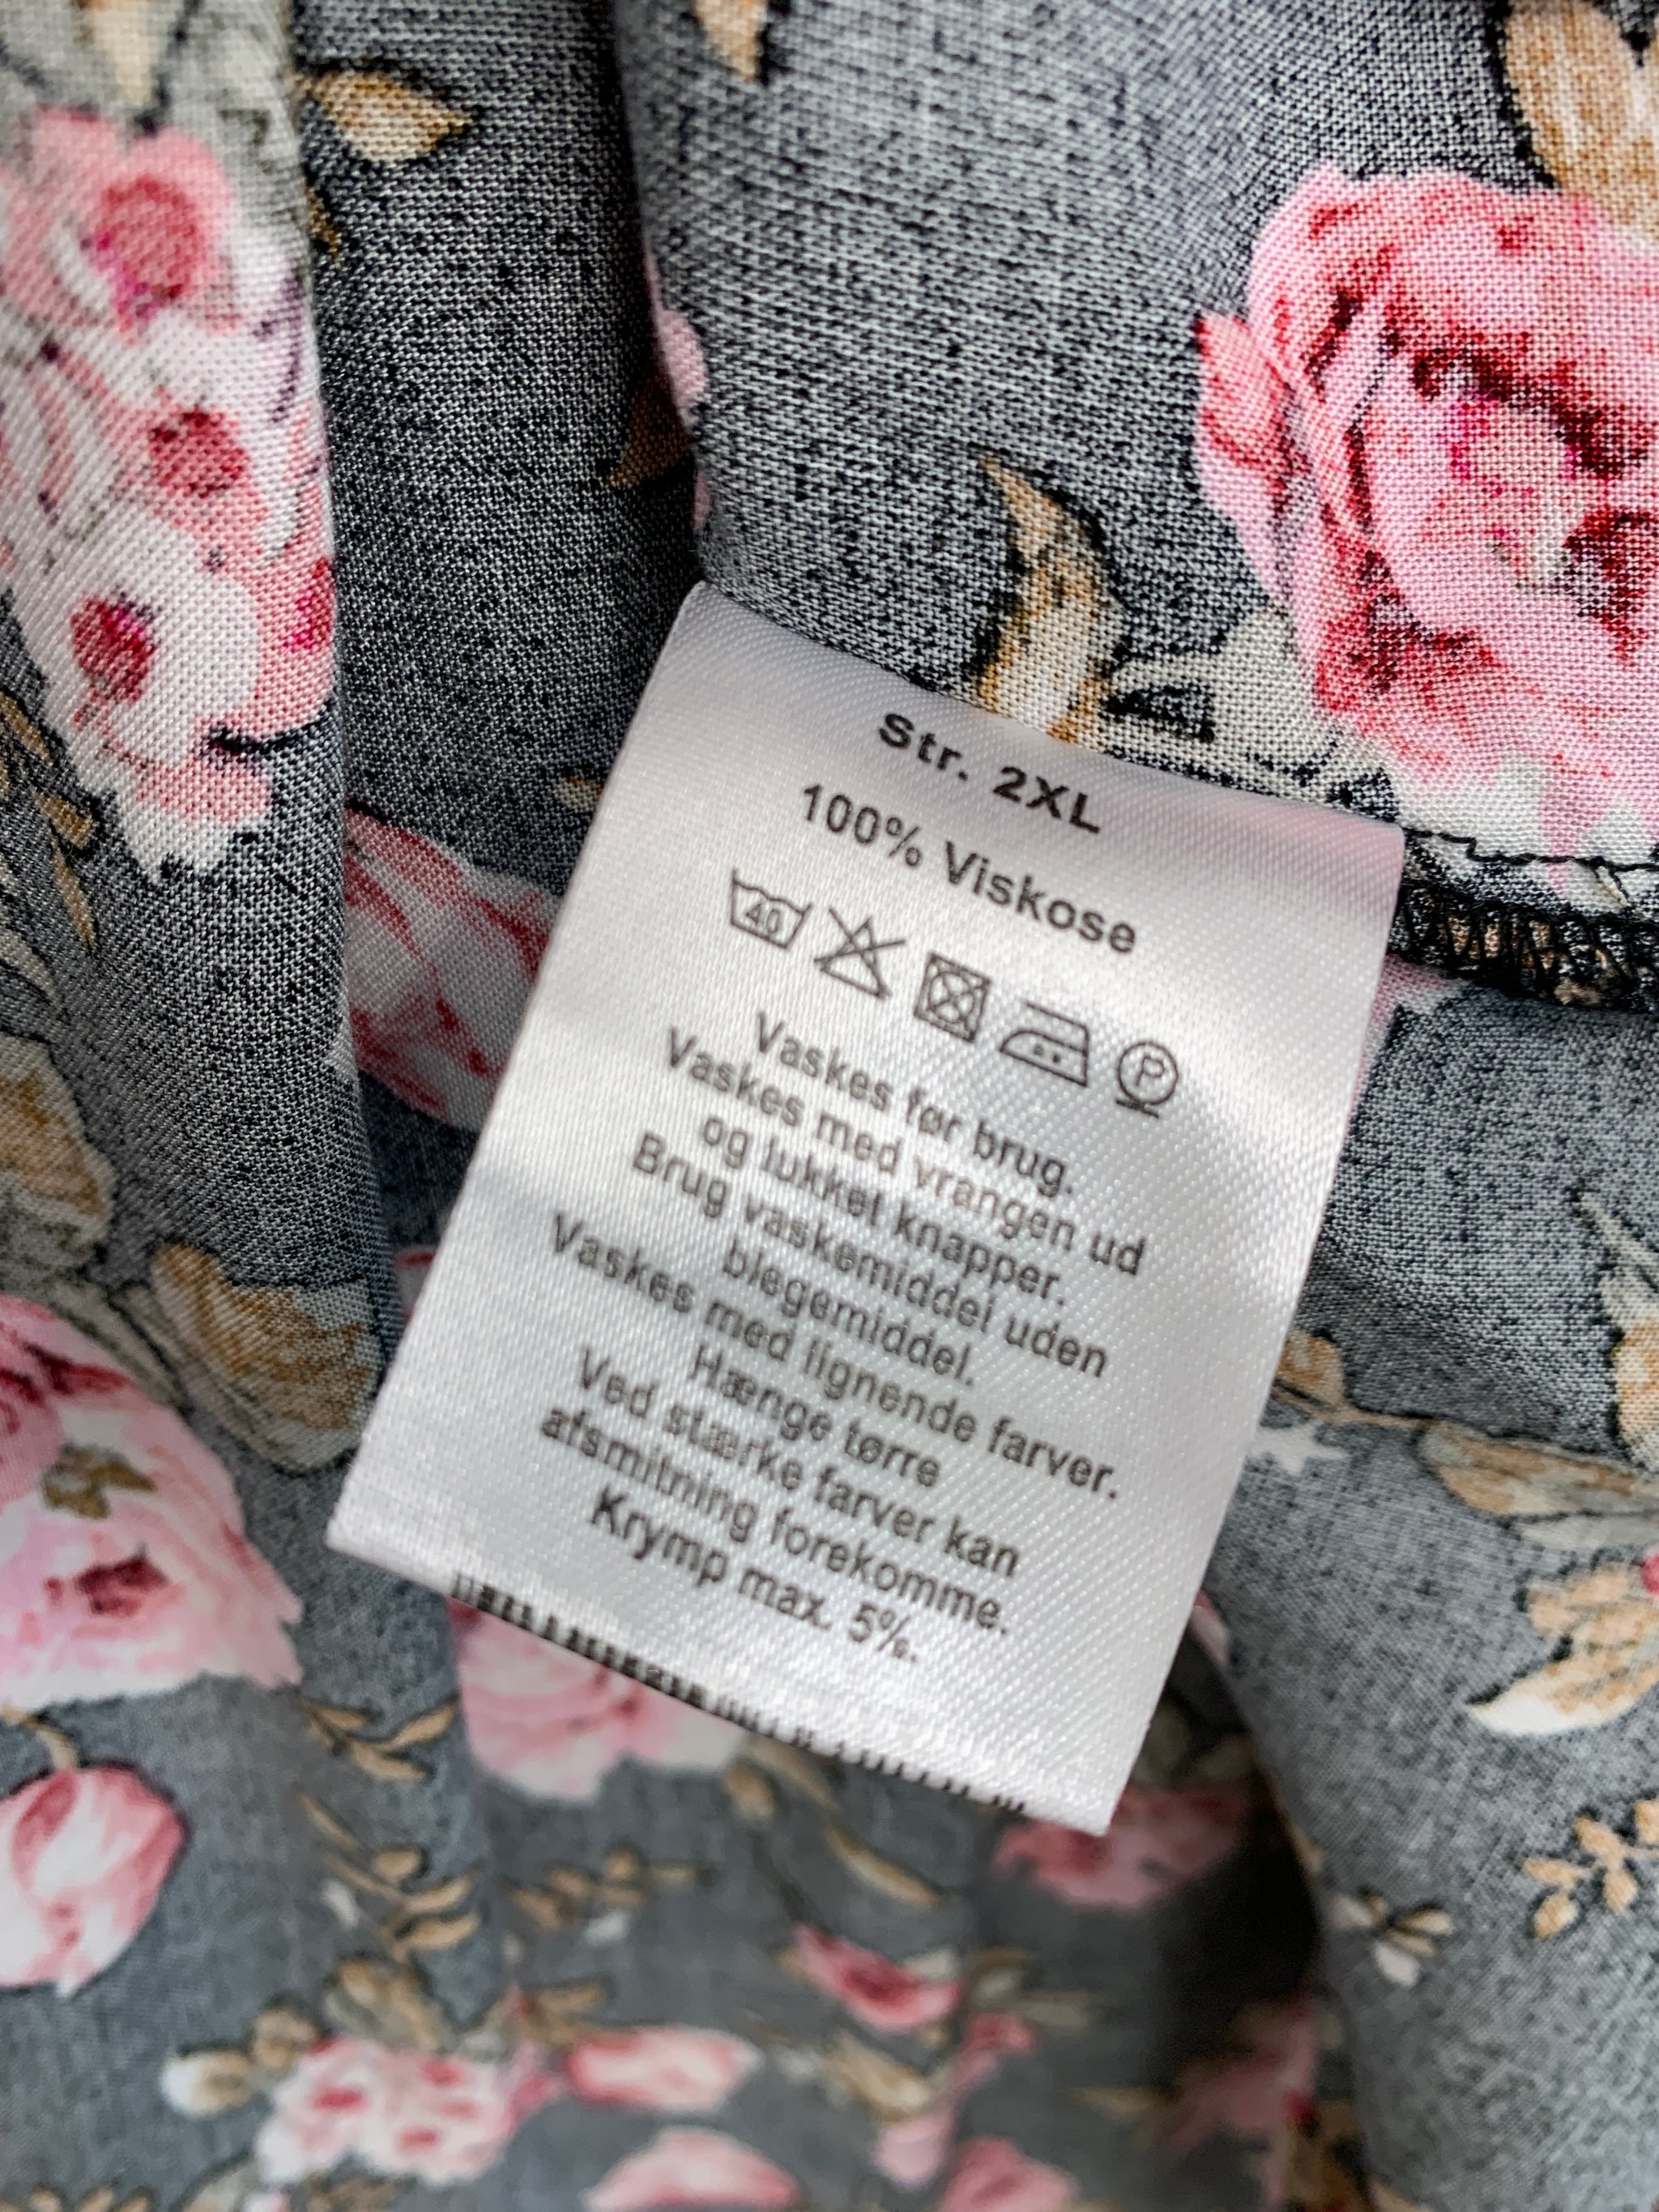 Str. 2XL
100% Viskose
40
P
Vaskes før brug.
Vaskes med vrangen ud
og lukket knapper.
Brug vaskemiddel uden
blegemiddel.
Vaskes med lignende farver.
Hænge tørre
Ved stærke farver kan
afsmitning forekomme.
Krymp max. 5%.